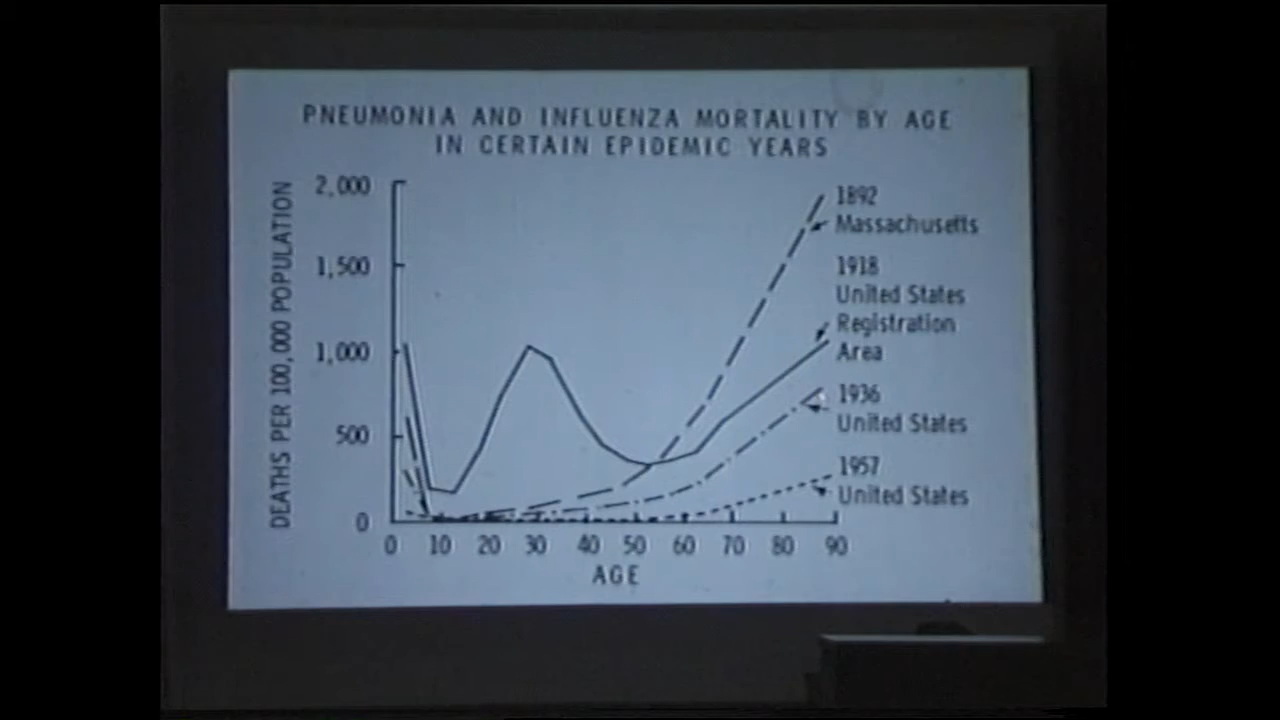 PNEUMONIA AND INFLUENZA MORTALITY BY AGE
IN CERTAIN EPIDEMIC YEARS
DEATHS PER 100,000 POPULATION
2,000
1,500
1,000
500
0
1892
Massachusetts
1918
United States
Registration
Area
1936
United States
1957
United States
0 10 20 30 40 50 60 70 80 90
AGE